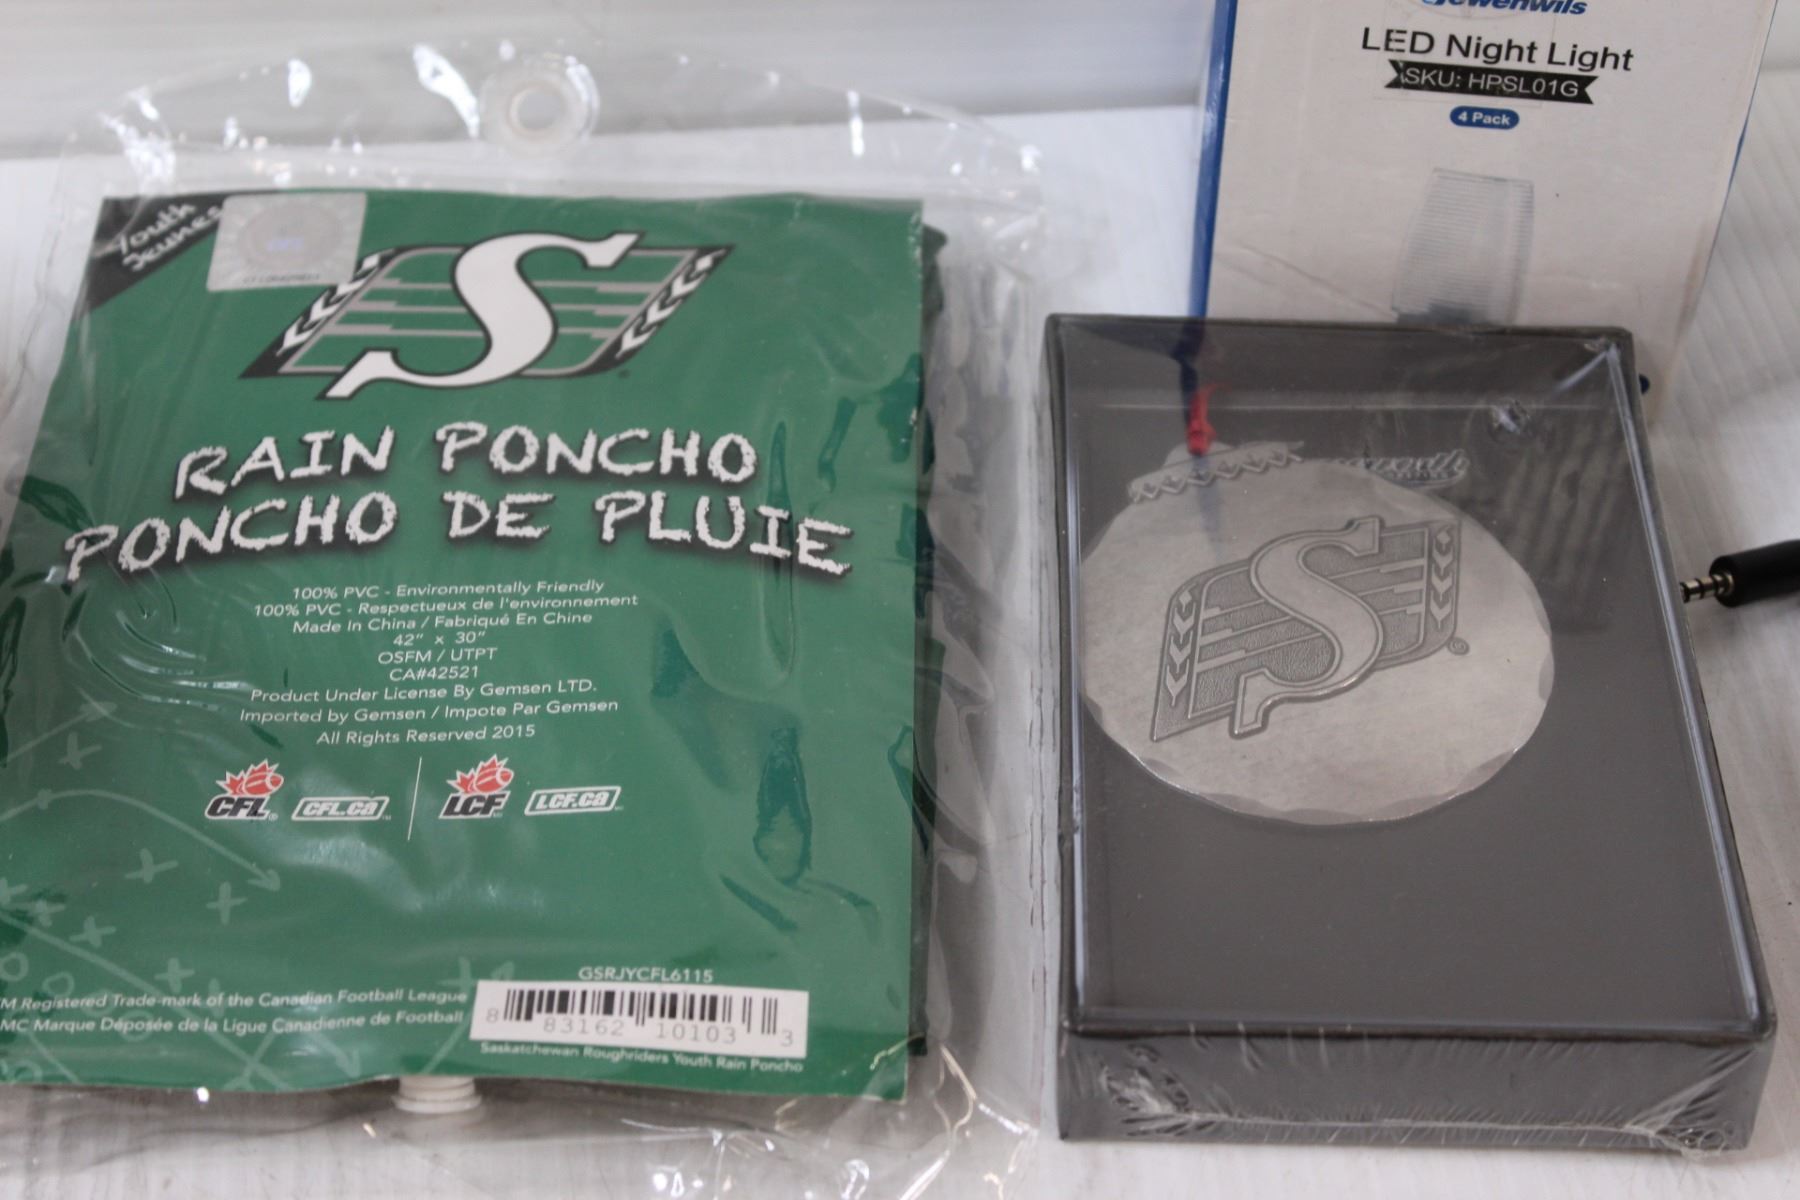 Youth
Jeunes
S
RAIN PONCHO
PONCHO DE PLUIE
100% PVC - Environmentally Friendly
100% PVC - Respectueux de l'environnement
Made In China / Fabriqué En Chine
42" x 30"
OSFM / UTPT
CA#42521
Product Under License By Gemsen LTD.
Imported by Gemsen / Impote Par Gemsen
All Rights Reserved 2015
CFL® CFL.ca™ LCF LCF.ca
GSRJYCFL6115
TM Registered Trade-mark of the Canadian Football League
MC Marque Déposée de la Ligue Canadienne de Football
8 83162 10103 3
Saskatchewan Roughriders Youth Rain Poncho
Jewenwils
LED Night Light
SKU: HPSL01G
4 Pack
S®